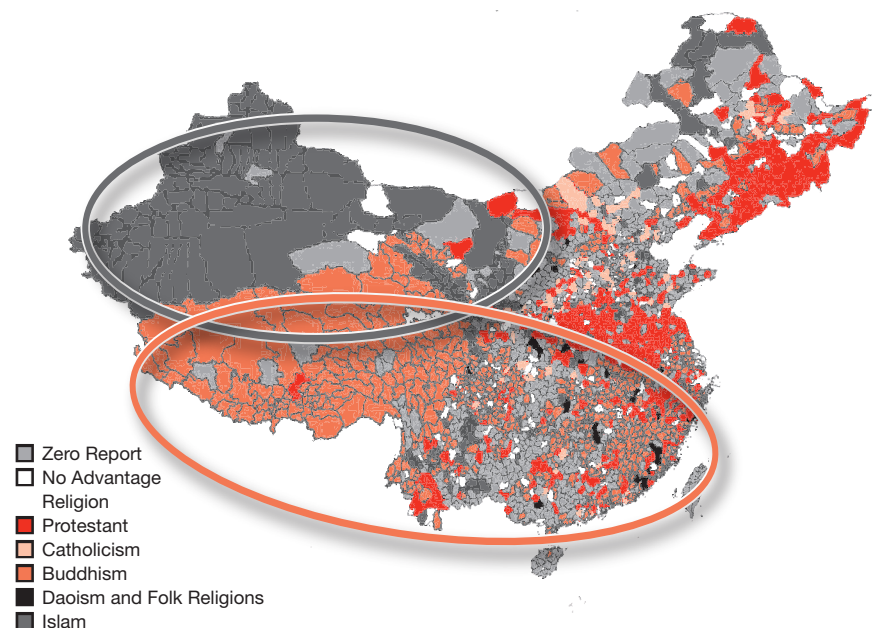 Zero Report
No Advantage
Religion
Protestant
Catholicism
Buddhism
Daoism and Folk Religions
Islam